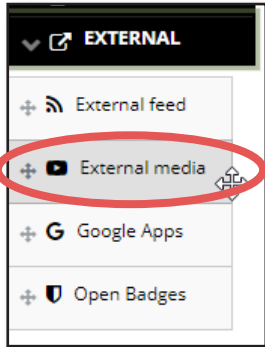 EXTERNAL
External feed
External media
Google Apps
Open Badges